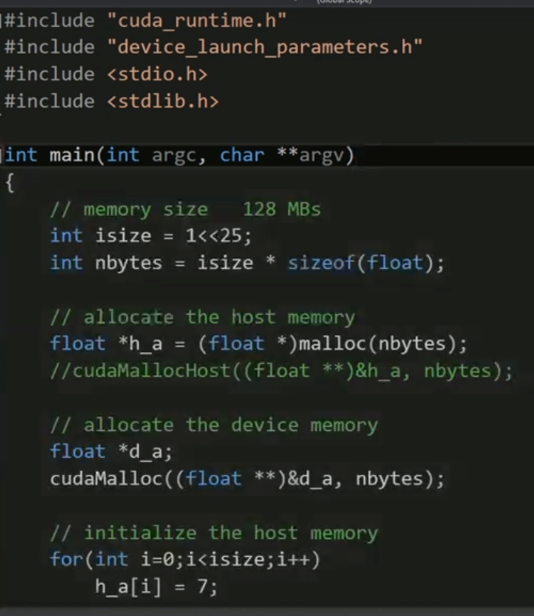 (Global Scope)
#include "cuda_runtime.h"
#include "device_launch_parameters.h"
#include <stdio.h>
#include <stdlib.h>
int main(int argc, char **argv)
{
    // memory size   128 MBs
    int isize = 1<<25;
    int nbytes = isize * sizeof(float);
    // allocate the host memory
    float *h_a = (float *)malloc(nbytes);
    //cudaMallocHost((float **)&h_a, nbytes);
    // allocate the device memory
    float *d_a;
    cudaMalloc((float **)&d_a, nbytes);
    // initialize the host memory
    for(int i=0;i<isize;i++)
        h_a[i] = 7;